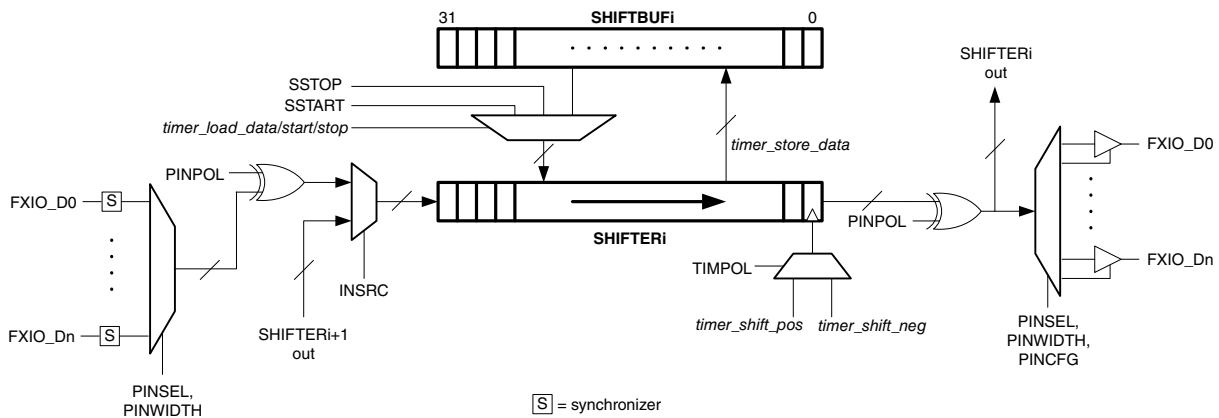 31 SHIFTBUFi 0
SSTOP
SSTART
timer_load_data/start/stop
timer_store_data
SHIFTERi
out
PINPOL
FXIO_D0
S
FXIO_Dn
S
PINSEL,
PINWIDTH
INSRC
SHIFTERi+1
out
SHIFTERi
TIMPOL
timer_shift_pos
timer_shift_neg
PINPOL
FXIO_D0
FXIO_Dn
PINSEL,
PINWIDTH,
PINCFG
S = synchronizer